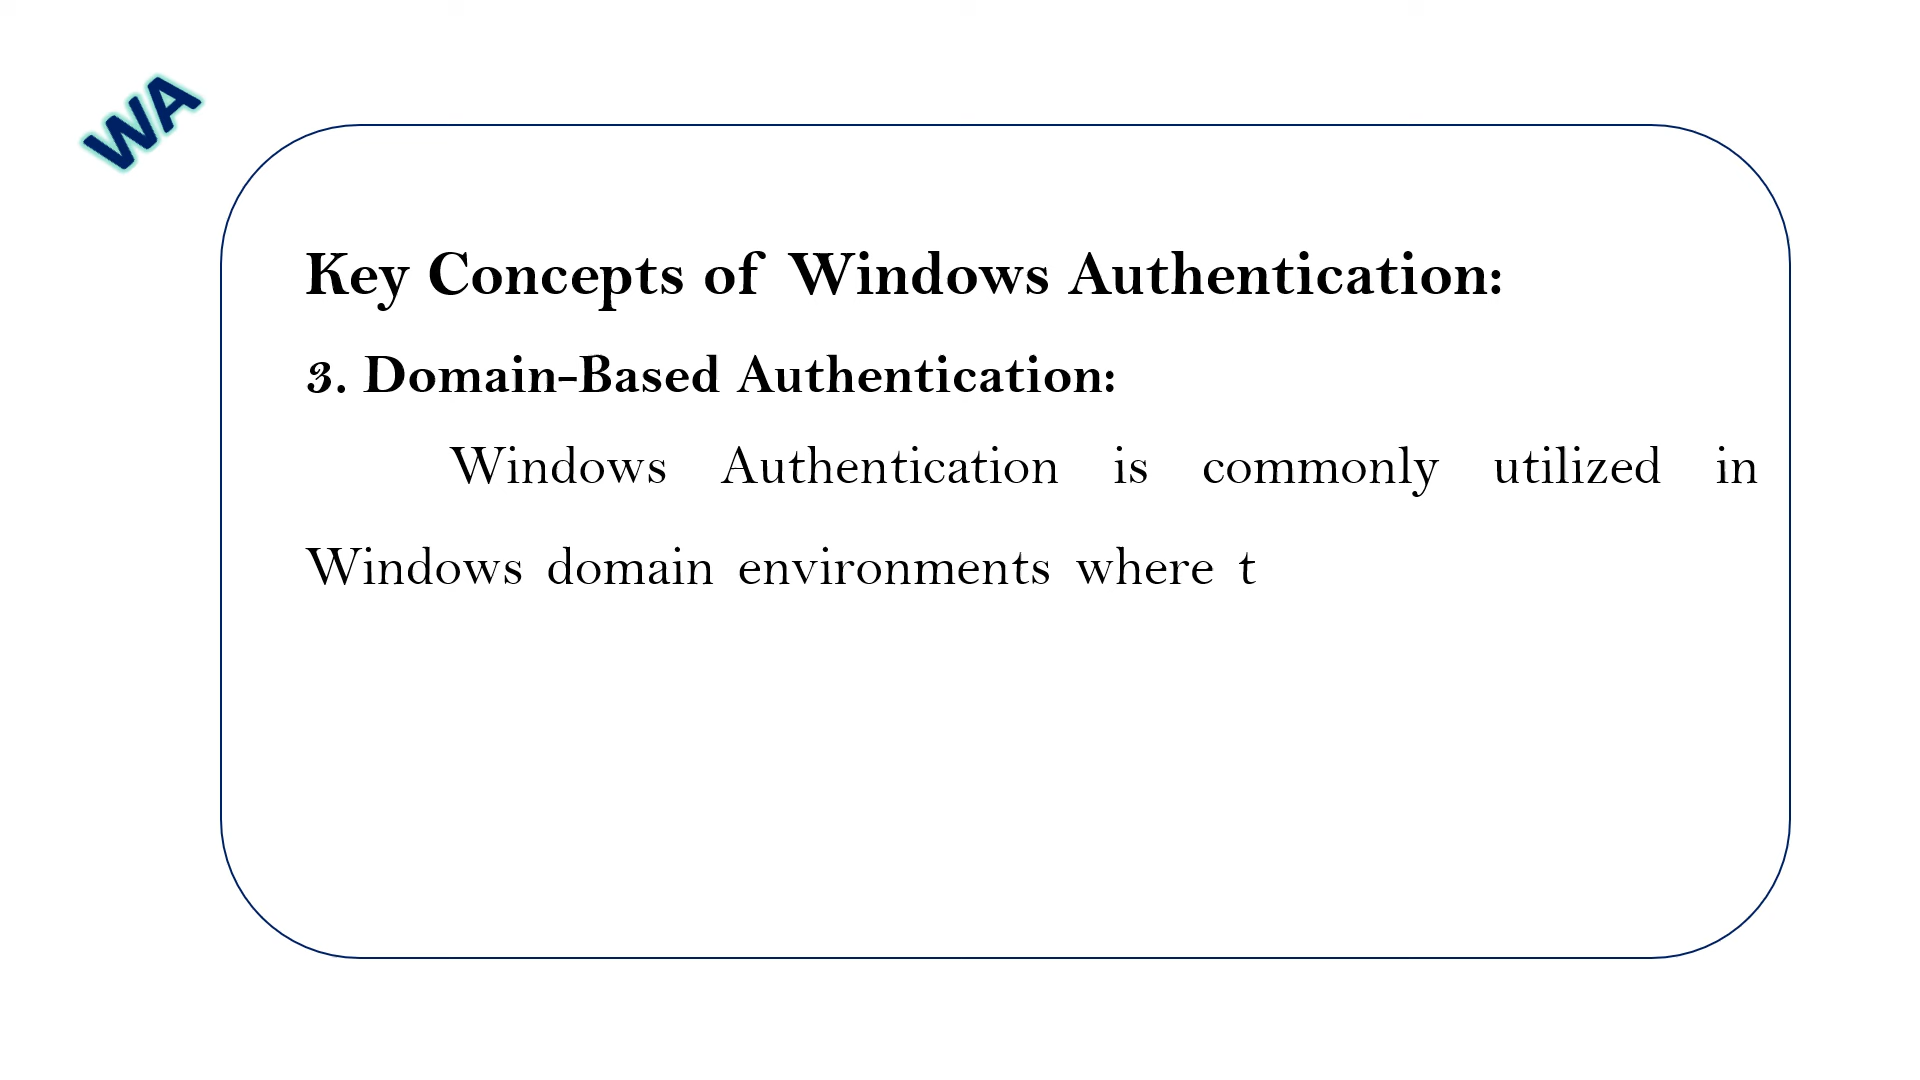 WA
Key Concepts of Windows Authentication:
3. Domain-Based Authentication:
Windows Authentication is commonly utilized in
Windows domain environments where t